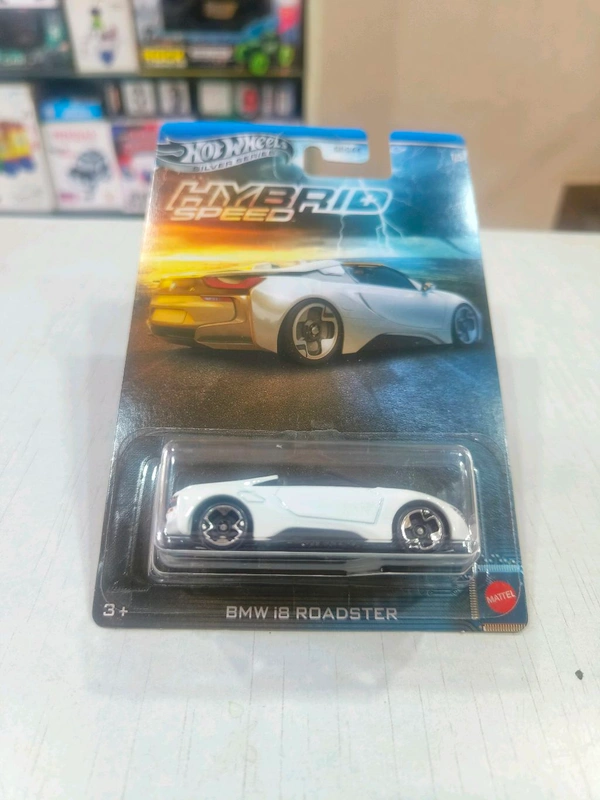 HOT WHEELS
SILVER SERIES
HYBRID
SPEED
3+
BMW i8 ROADSTER
MATTEL